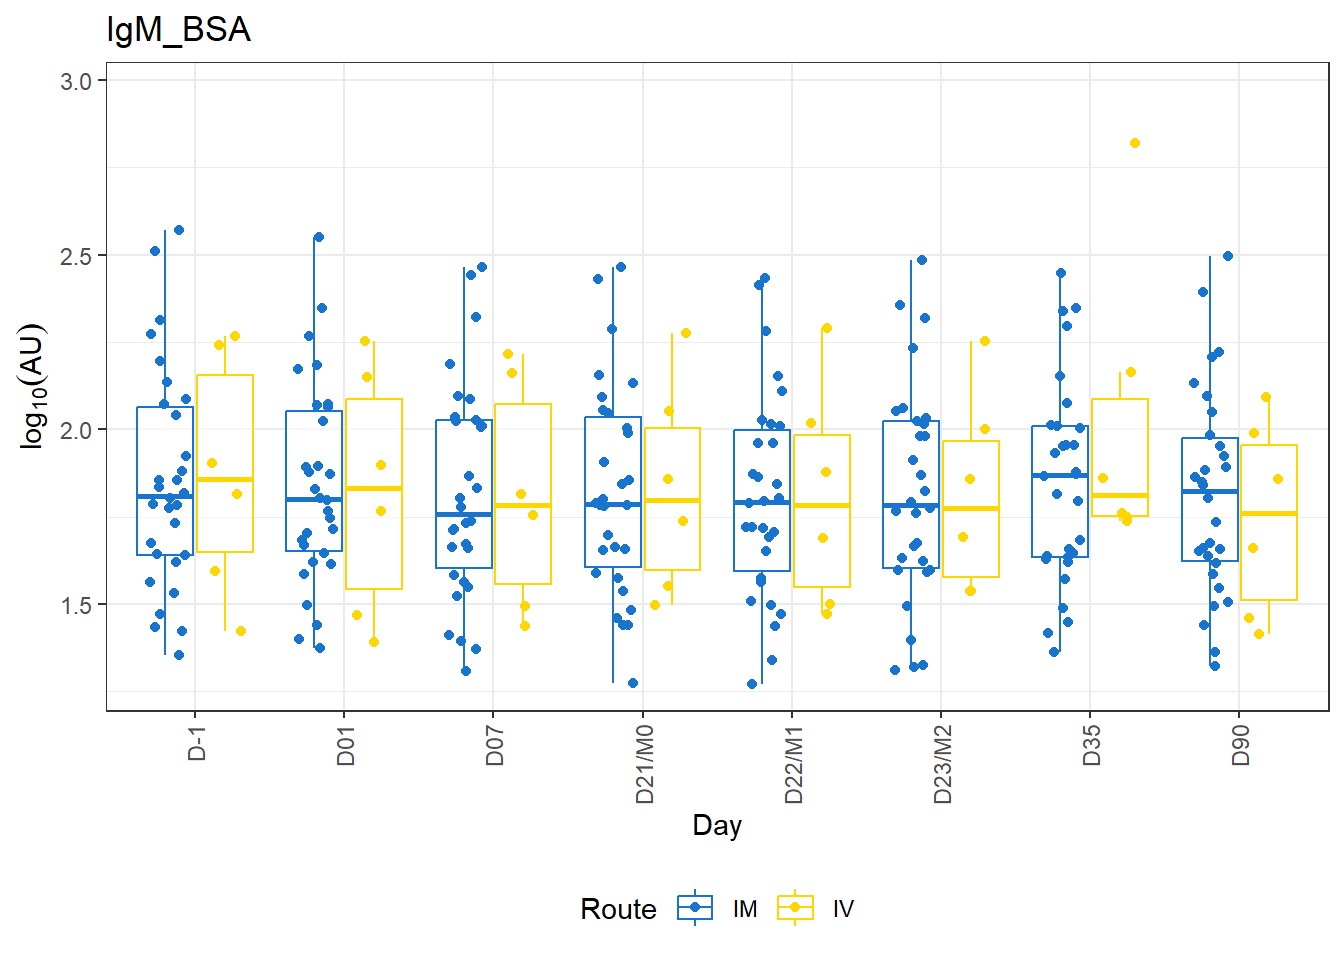 IgM_BSA
3.0
2.5
2.0
1.5
log10(AU)
D-1
D01
D07
D21/M0
D22/M1
D23/M2
D35
D90
Day
Route IM IV